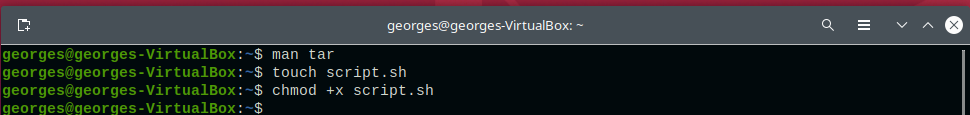 georges@georges-VirtualBox: ~
georges@georges-VirtualBox:~$ man tar
georges@georges-VirtualBox:~$ touch script.sh
georges@georges-VirtualBox:~$ chmod +x script.sh
georges@georges-VirtualBox:~$